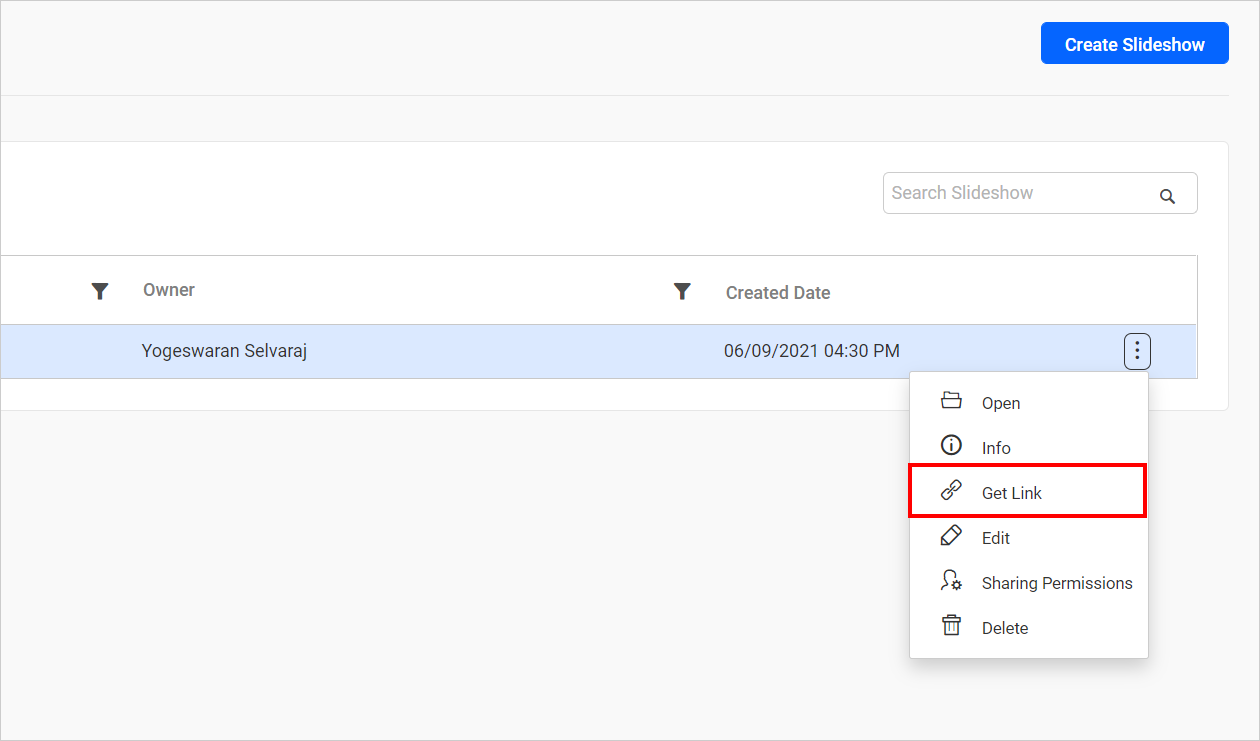 Create Slideshow
Search Slideshow
Owner
Created Date
Yogeswaran Selvaraj
06/09/2021 04:30 PM
Open
Info
Get Link
Edit
Sharing Permissions
Delete